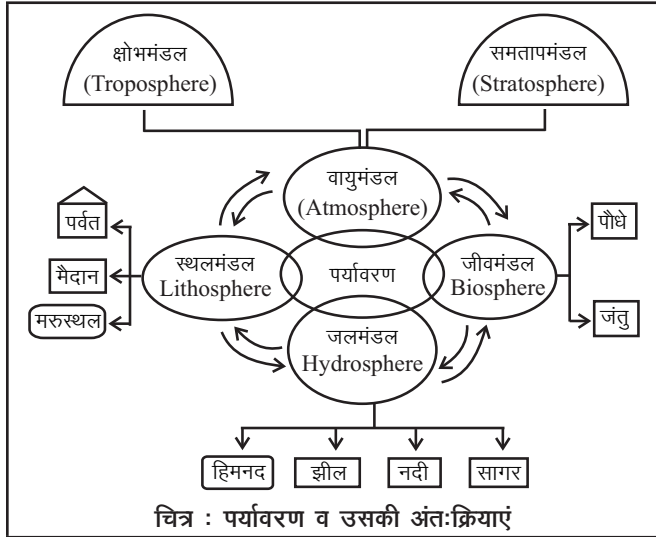 क्षोभमंडल
(Troposphere)
समतापमंडल
(Stratosphere)
वायुमंडल
(Atmosphere)
पर्वत
मैदान
मरुस्थल
स्थलमंडल
Lithosphere
पर्यावरण
जीवमंडल
Biosphere
पौधे
जंतु
जलमंडल
Hydrosphere
हिमनद
झील
नदी
सागर
चित्र : पर्यावरण व उसकी अंत:क्रियाएं